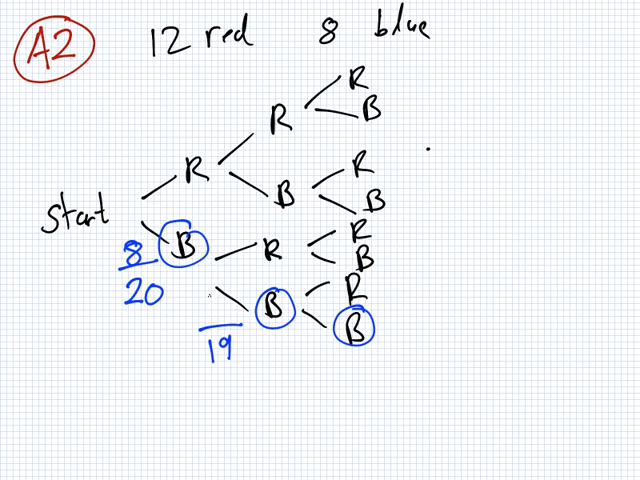 A2 12 red 8 blue
R
R B
R R
B B
Start
B R R
B
8/20 R
B
/19 B